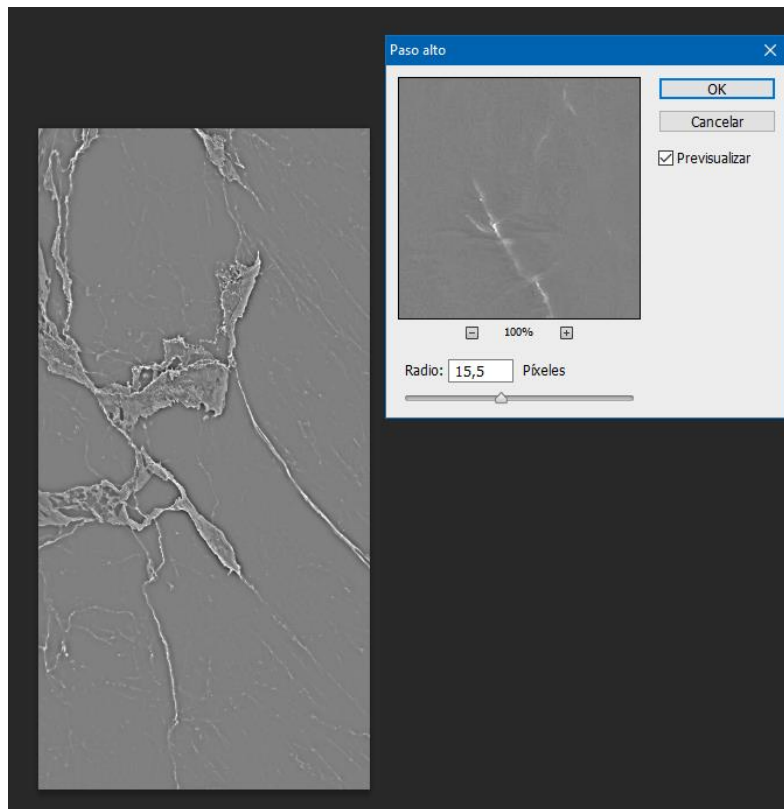 Paso alto
OK
Cancelar
Previsualizar
100%
Radio: 15,5 Píxeles